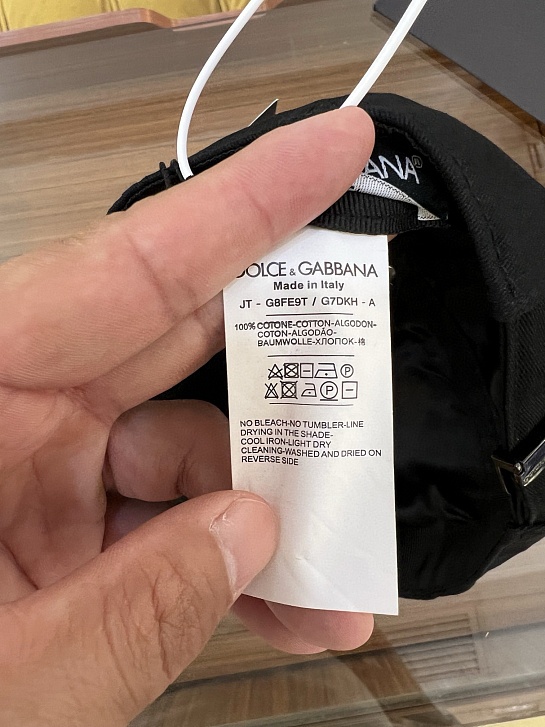 ANA®
DOLCE & GABBANA
Made in Italy
JT - G8FE9T / G7DKH - A
100% COTONE-COTTON-ALGODON-
COTON-ALGODÃO-
BAUMWOLLE-ХЛОПОК-棉
NO BLEACH-NO TUMBLER-LINE
DRYING IN THE SHADE-
COOL IRON-LIGHT DRY
CLEANING-WASHED AND DRIED ON
REVERSE SIDE